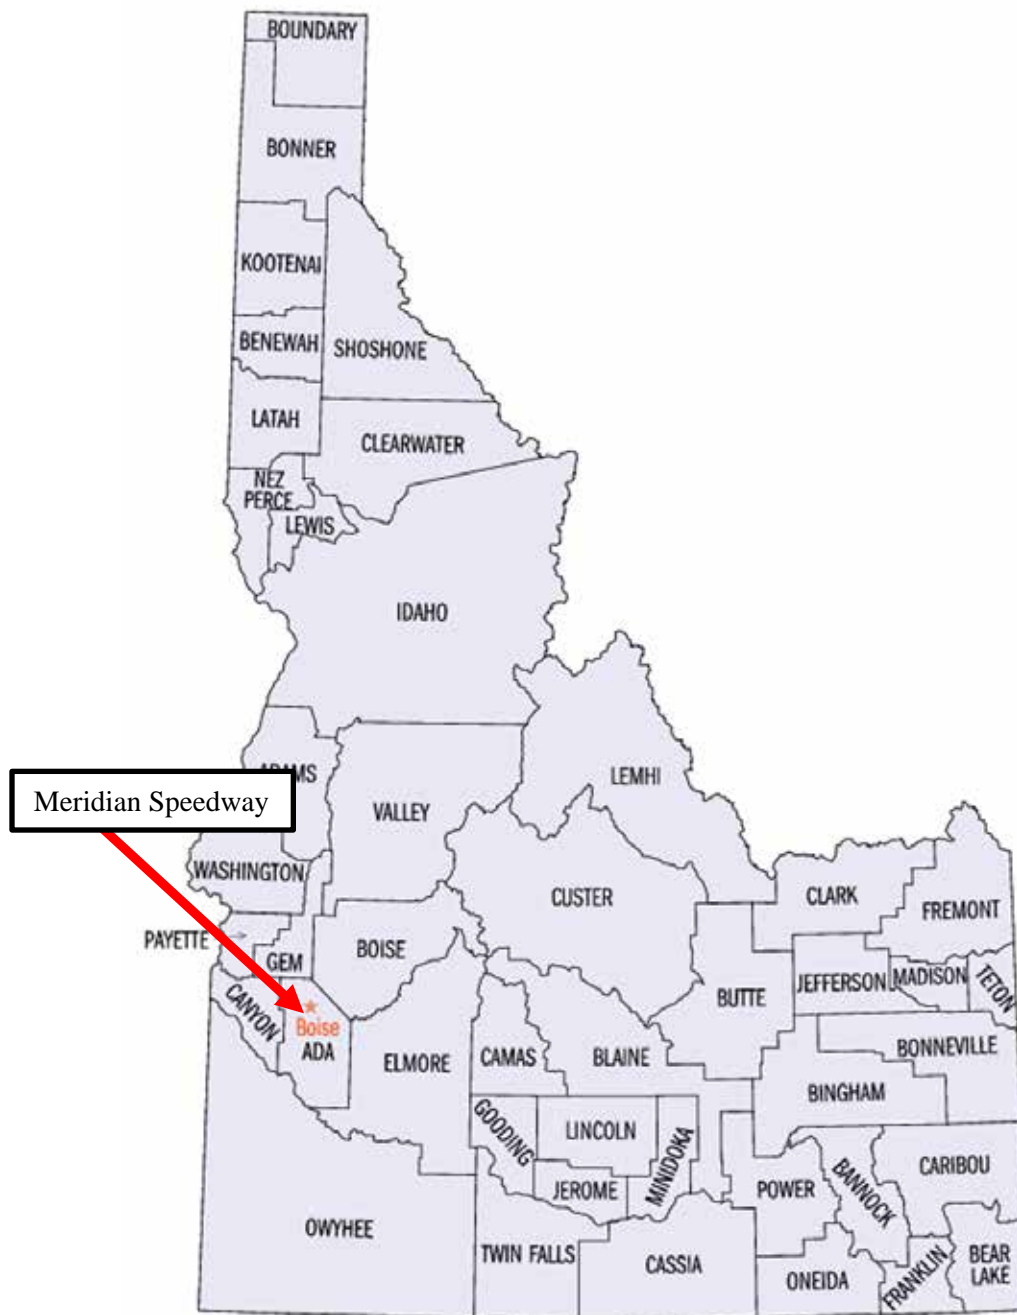 BOUNDARY
BONNER
KOOTENAI
BENEWAH
SHOSHONE
LATAH
CLEARWATER
NEZ
PERCE
LEWIS
IDAHO
ADAMS
LEMHI
Meridian Speedway
VALLEY
WASHINGTON
CUSTER
CLARK
FREMONT
PAYETTE
GEM
BOISE
BUTTE
JEFFERSON
MADISON
TETON
CANYON
Boise
ADA
ELMORE
CAMAS
BLAINE
BONNEVILLE
BINGHAM
GOODING
LINCOLN
MINIDOKA
JEROME
POWER
BANNOCK
CARIBOU
OWYHEE
TWIN FALLS
CASSIA
ONEIDA
FRANKLIN
BEAR
LAKE